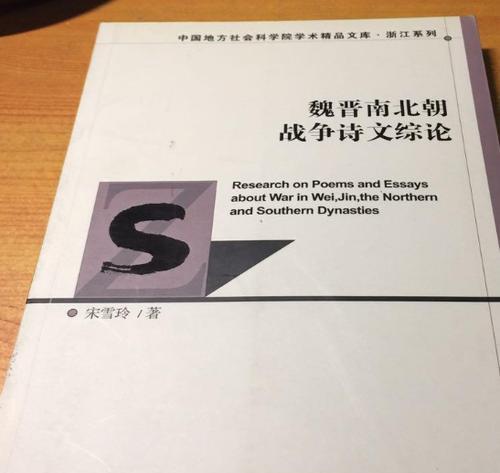 中国地方社会科学院学术精品文库·浙江系列
魏晋南北朝
战争诗文综论
Research on Poems and Essays
about War in Wei,Jin,the Northern
and Southern Dynasties
S
宋雪玲 / 著